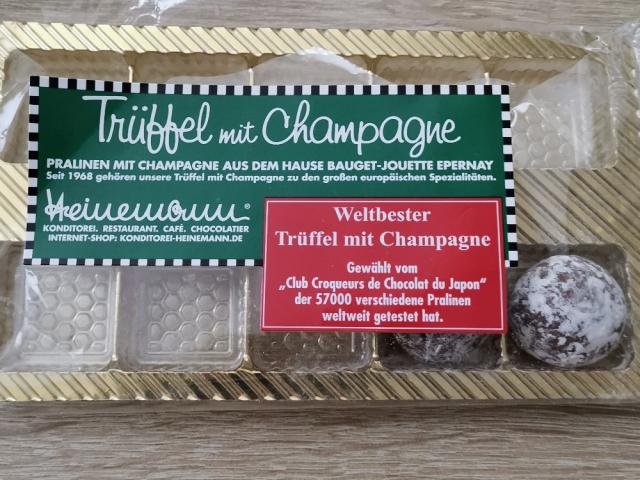 Trüffel mit Champagne
PRALINEN MIT CHAMPAGNE AUS DEM HAUSE BAUGET-JOUETTE EPERNAY
Seit 1968 gehören unsere Trüffel mit Champagne zu den großen europäischen Spezialitäten.
Heinemann®
KONDITOREI. RESTAURANT. CAFÉ. CHOCOLATIER
INTERNET-SHOP: KONDITOREI-HEINEMANN.DE
Weltbester
Trüffel mit Champagne
Gewählt vom
„Club Croqueurs de Chocolat du Japon“
der 57000 verschiedene Pralinen
weltweit getestet hat.